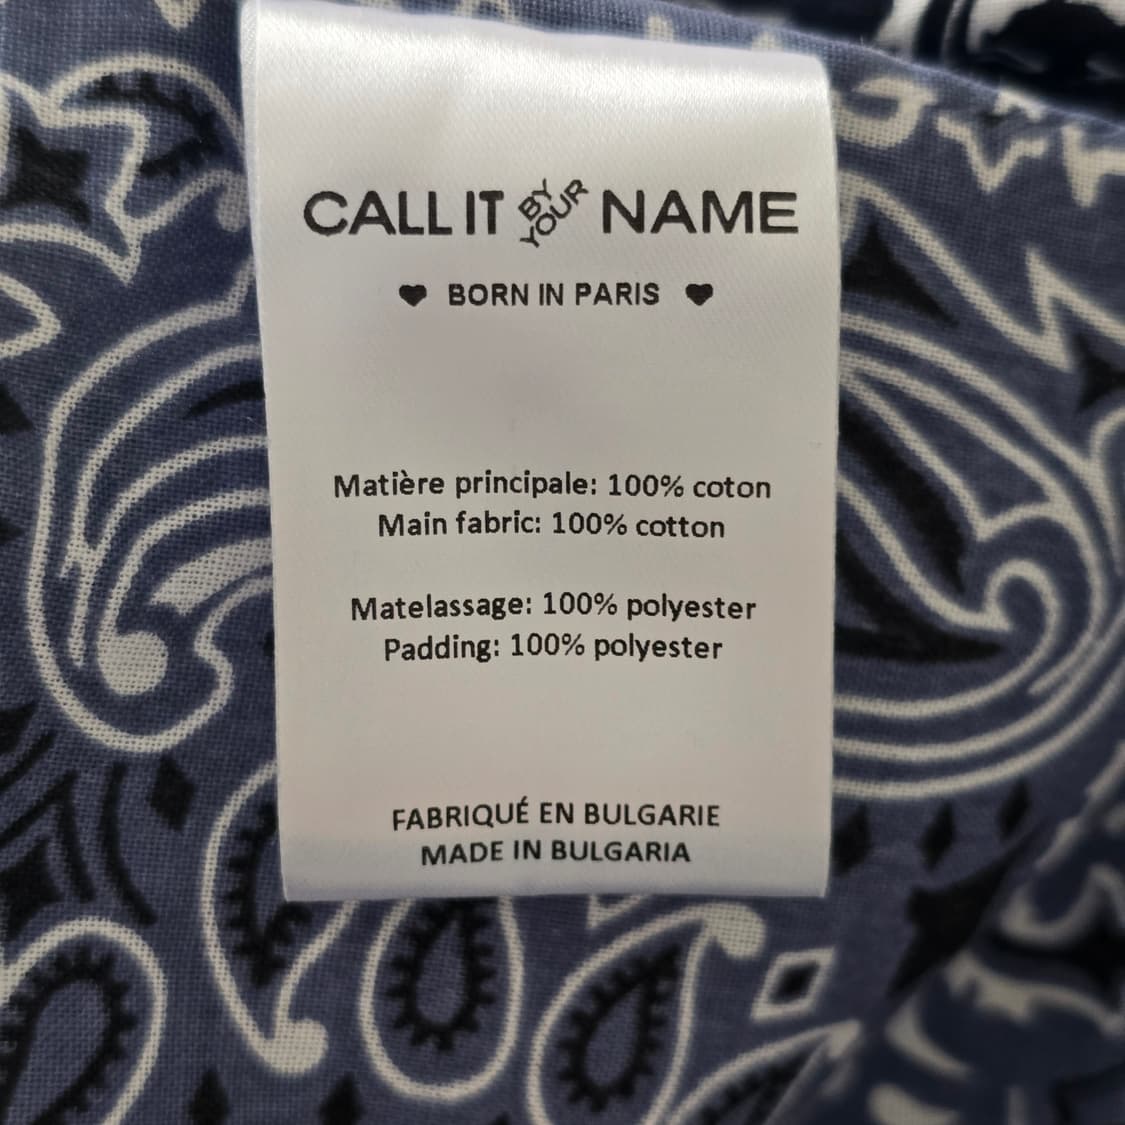 CALL IT BY YOUR NAME
♥ BORN IN PARIS ♥
Matière principale: 100% coton
Main fabric: 100% cotton
Matelassage: 100% polyester
Padding: 100% polyester
FABRIQUÉ EN BULGARIE
MADE IN BULGARIA